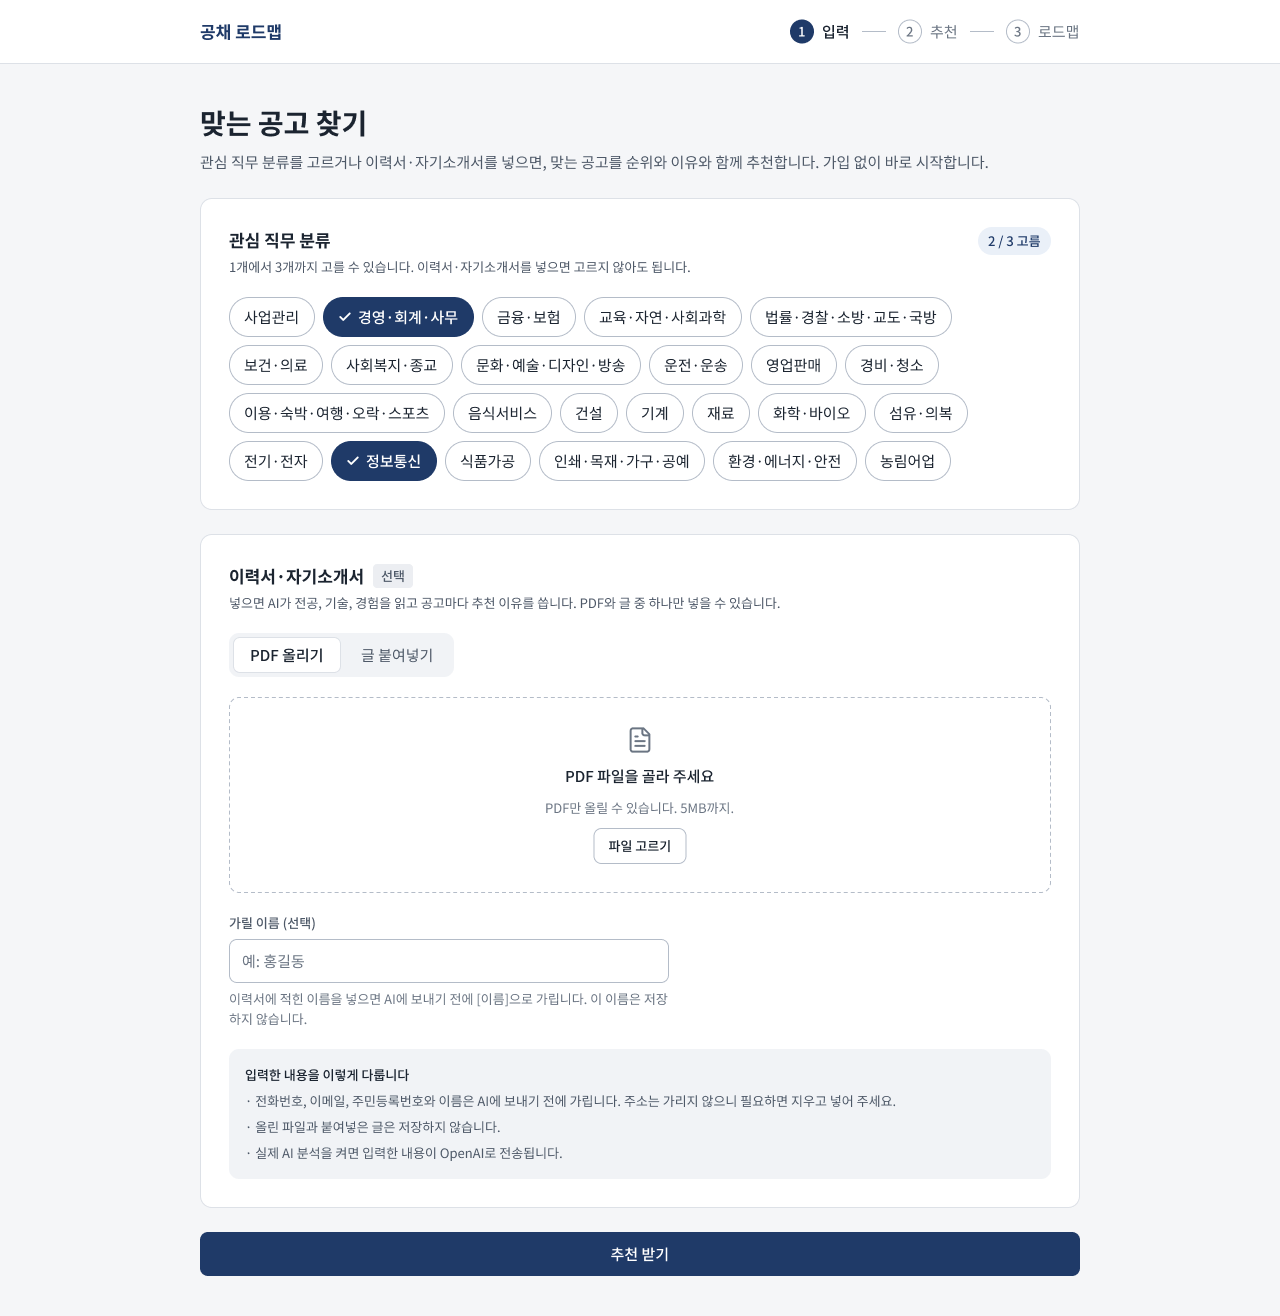 공채 로드맵
1 입력 2 추천 3 로드맵
맞는 공고 찾기
관심 직무 분류를 고르거나 이력서·자기소개서를 넣으면, 맞는 공고를 순위와 이유와 함께 추천합니다. 가입 없이 바로 시작합니다.
관심 직무 분류
2 / 3 고름
1개에서 3개까지 고를 수 있습니다. 이력서·자기소개서를 넣으면 고르지 않아도 됩니다.
사업관리 경영·회계·사무 금융·보험 교육·자연·사회과학 법률·경찰·소방·교도·국방
보건·의료 사회복지·종교 문화·예술·디자인·방송 운전·운송 영업판매 경비·청소
이용·숙박·여행·오락·스포츠 음식서비스 건설 기계 재료 화학·바이오 섬유·의복
전기·전자 정보통신 식품가공 인쇄·목재·가구·공예 환경·에너지·안전 농림어업
이력서·자기소개서 선택
넣으면 AI가 전공, 기술, 경험을 읽고 공고마다 추천 이유를 씁니다. PDF와 글 중 하나만 넣을 수 있습니다.
PDF 올리기 글 붙여넣기
PDF 파일을 골라 주세요
PDF만 올릴 수 있습니다. 5MB까지.
파일 고르기
가릴 이름 (선택)
예: 홍길동
이력서에 적힌 이름을 넣으면 AI에 보내기 전에 [이름]으로 가립니다. 이 이름은 저장
하지 않습니다.
입력한 내용을 이렇게 다룹니다
· 전화번호, 이메일, 주민등록번호와 이름은 AI에 보내기 전에 가립니다. 주소는 가리지 않으니 필요하면 지우고 넣어 주세요.
· 올린 파일과 붙여넣은 글은 저장하지 않습니다.
· 실제 AI 분석을 켜면 입력한 내용이 OpenAI로 전송됩니다.
추천 받기